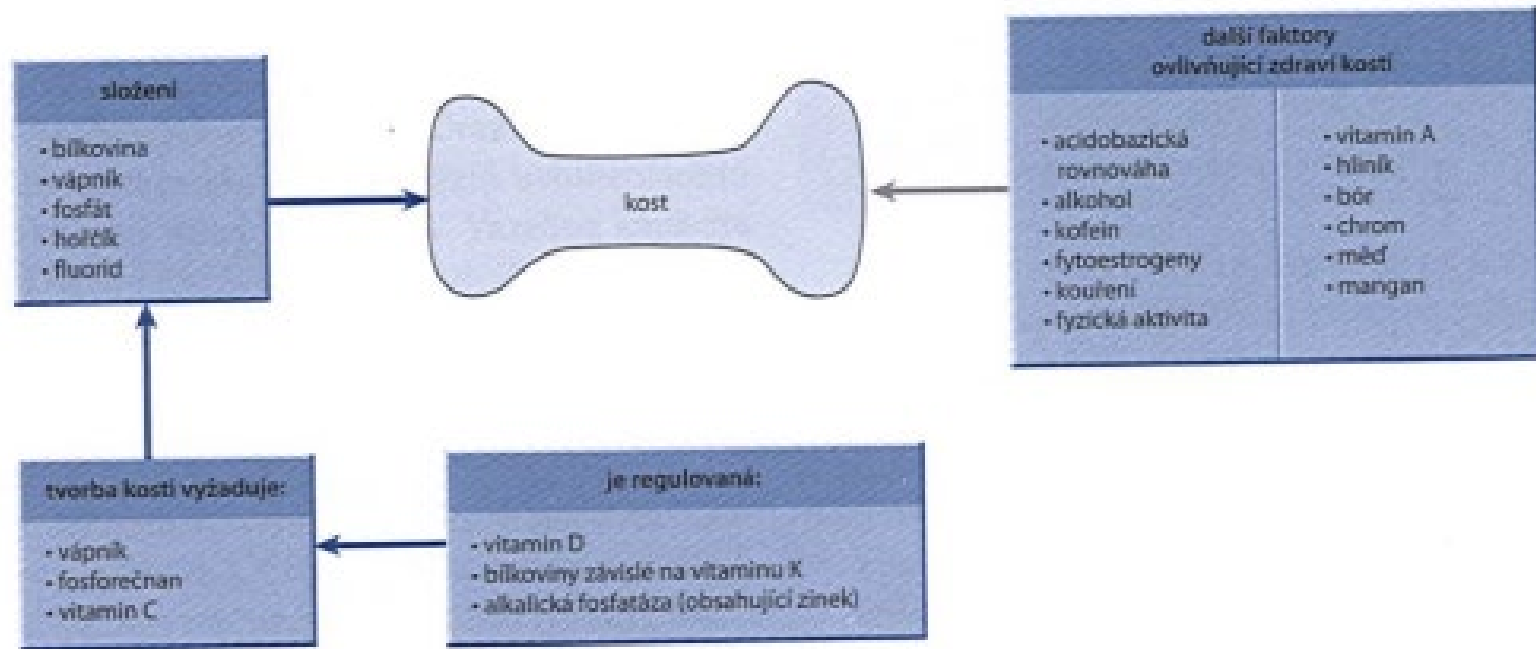 složení
• bílkovina
• vápník
• fosfát
• hořčík
• fluorid
kost
další faktory
ovlivňující zdraví kostí
• acidobazická
rovnováha
• alkohol
• kofein
• fytoestrogeny
• kouření
• fyzická aktivita
• vitamin A
• hliník
• bór
• chrom
• měď
• mangan
tvorba kosti vyžaduje:
• vápník
• fosforečnan
• vitamin C
je regulovaná:
• vitamin D
• bílkoviny závislé na vitaminu K
• alkalická fosfatáza (obsahující zinek)